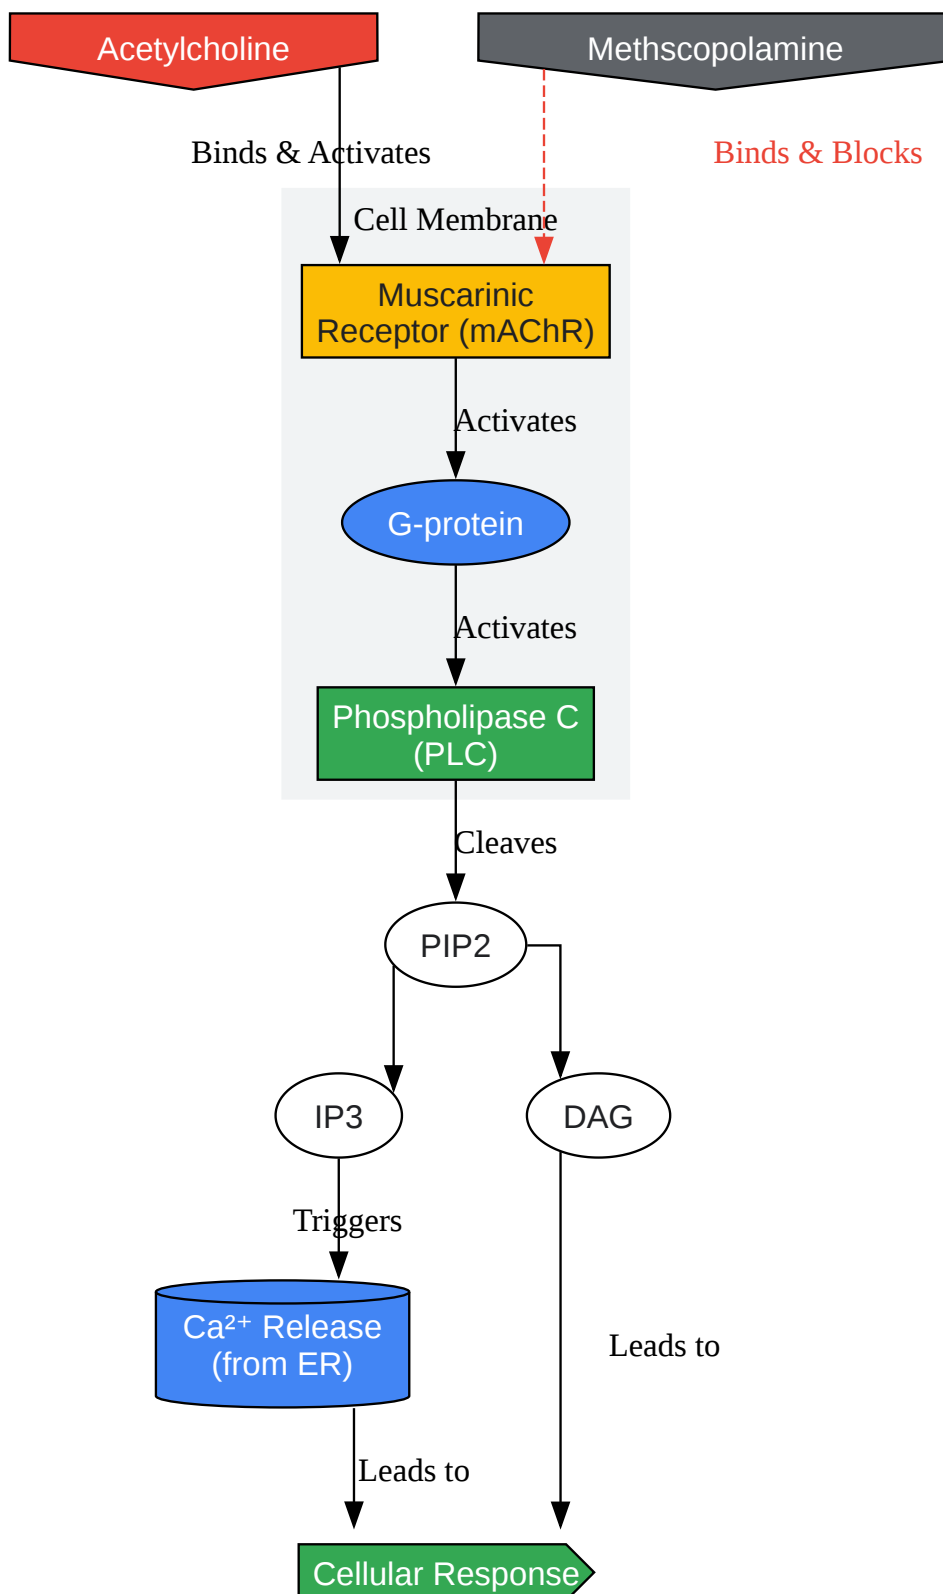 Acetylcholine
Methscopolamine
Binds & Activates
Binds & Blocks
Cell Membrane
Muscarinic
Receptor (mAChR)
Activates
G-protein
Activates
Phospholipase C
(PLC)
Cleaves
PIP2
IP3
DAG
Triggers
Ca²⁺ Release
(from ER)
Leads to
Leads to
Cellular Response